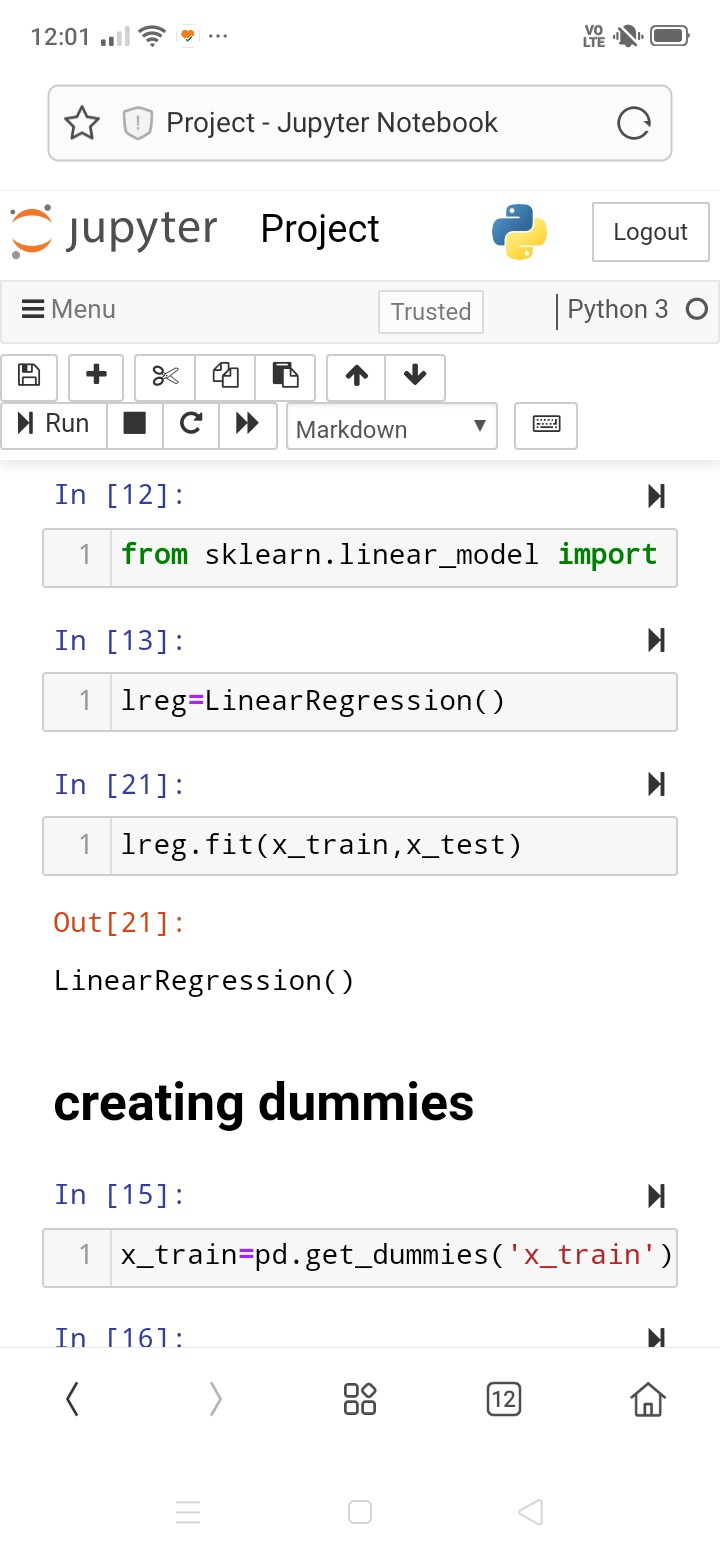 12:01
VO
LTE
Project - Jupyter Notebook
jupyter Project
Logout
Menu
Trusted
Python 3
Run
Markdown
In [12]:
1 from sklearn.linear_model import
In [13]:
1 lreg=LinearRegression()
In [21]:
1 lreg.fit(x_train,x_test)
Out[21]:
LinearRegression()
creating dummies
In [15]:
1 x_train=pd.get_dummies('x_train')
In [16]:
12